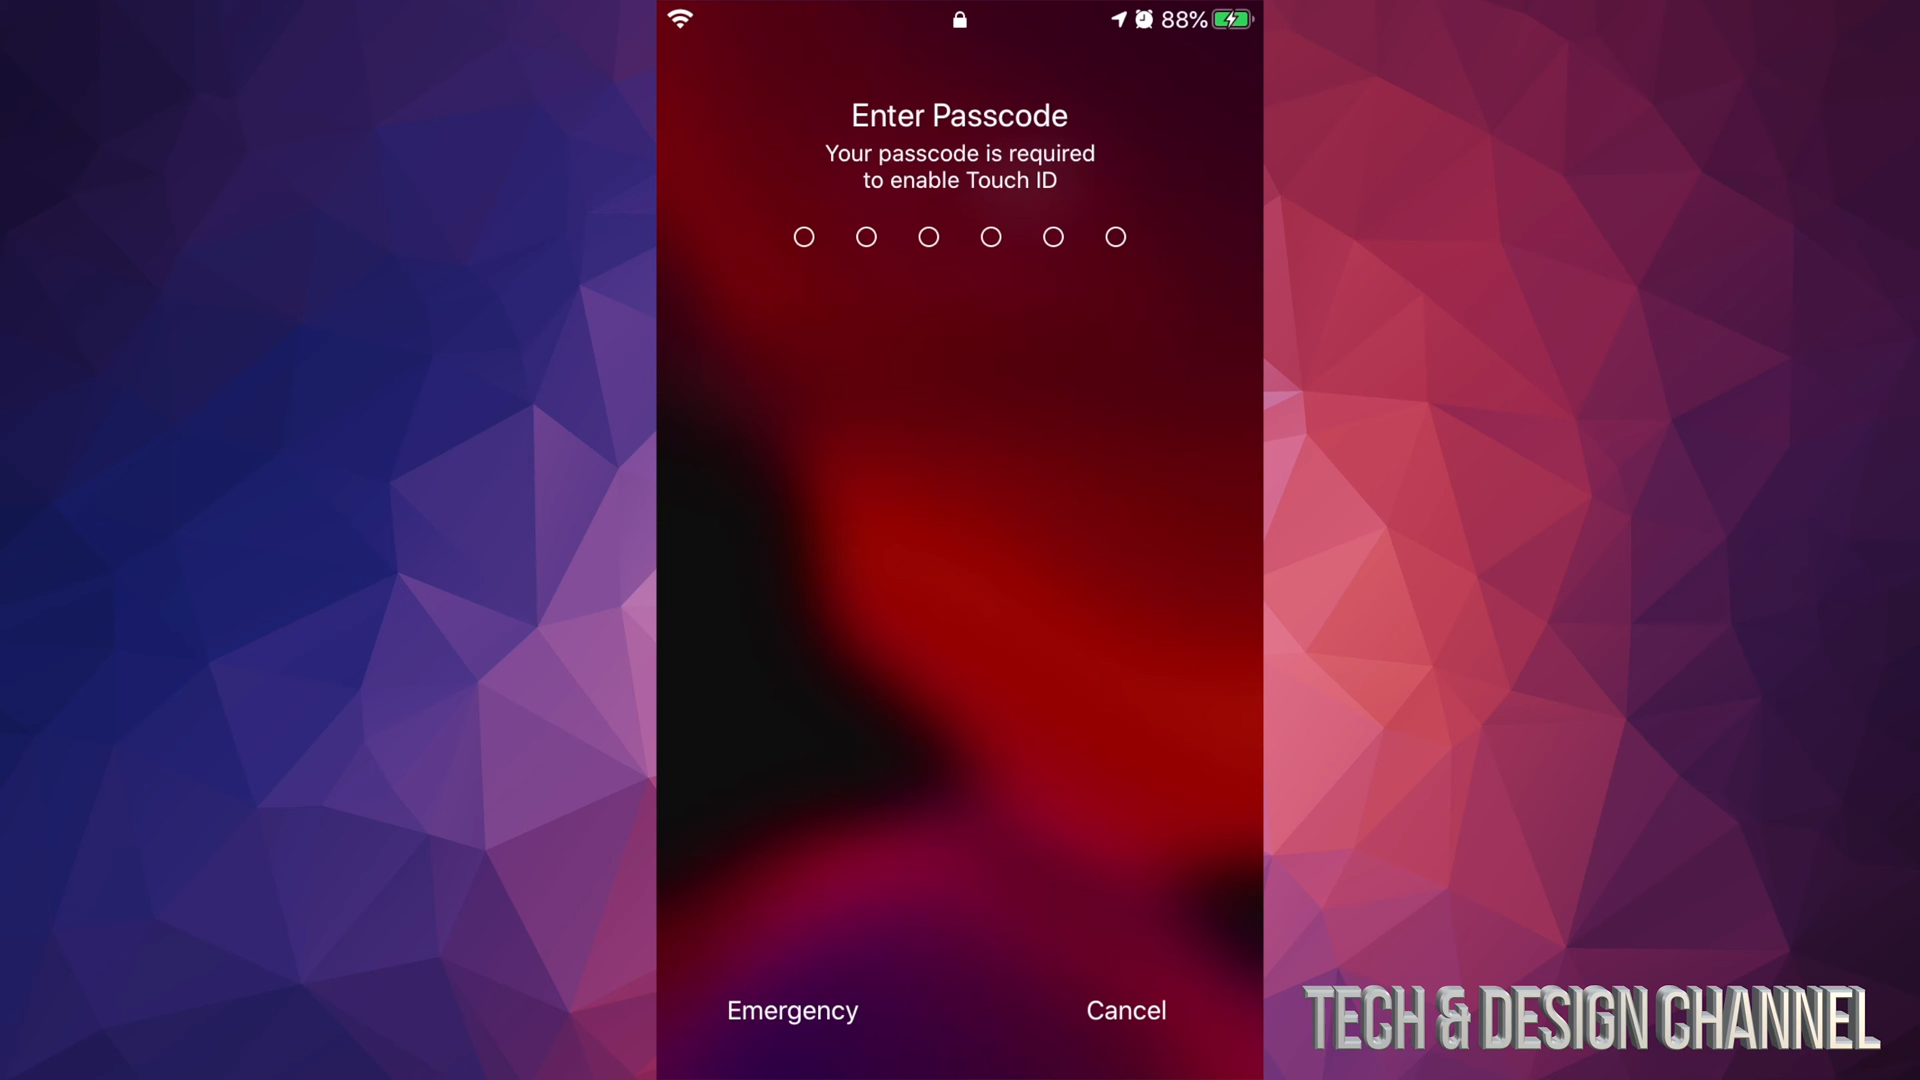 88%
Enter Passcode
Your passcode is required
to enable Touch ID
Emergency
Cancel
TECH & DESIGN CHANNEL